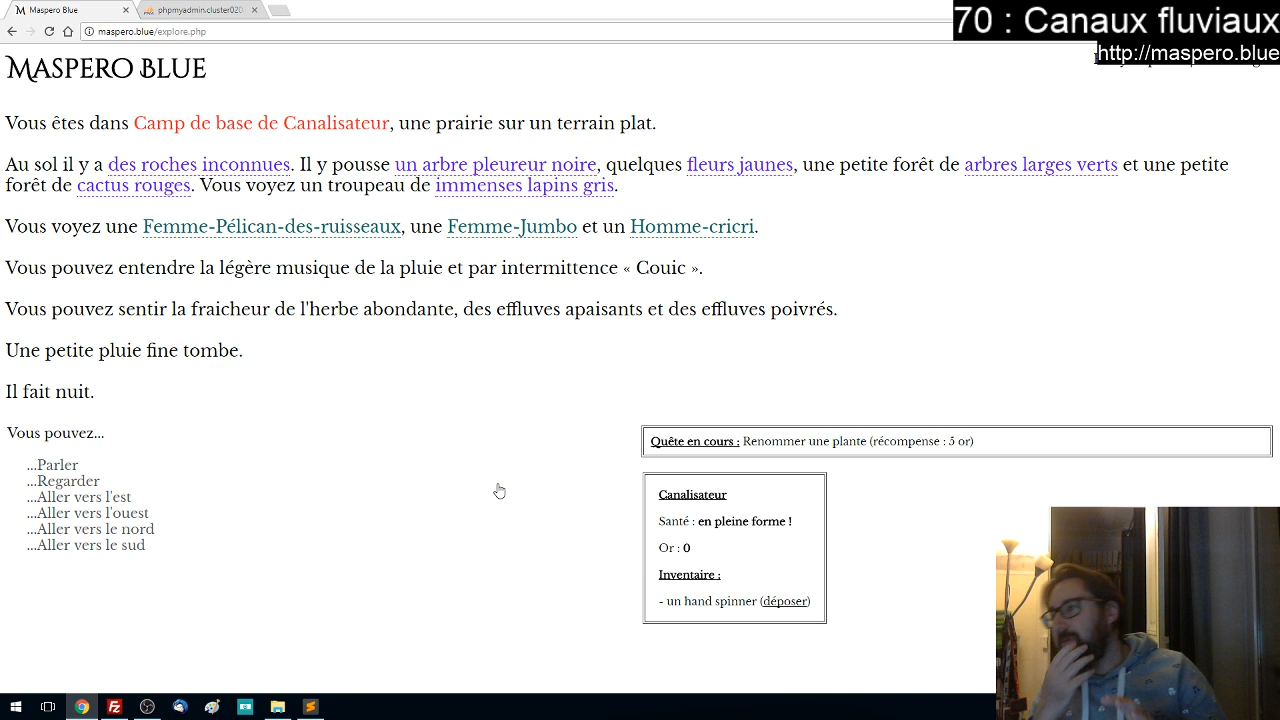 Maspero Blue
phpmyadmin.cluster020.
70 : Canaux fluviaux
maspero.blue/explore.php
http://maspero.blue
Maspero Blue
Vous êtes dans Camp de base de Canalisateur, une prairie sur un terrain plat.
Au sol il y a des roches inconnues. Il y pousse un arbre pleureur noire, quelques fleurs jaunes, une petite forêt de arbres larges verts et une petite
forêt de cactus rouges. Vous voyez un troupeau de immenses lapins gris.
Vous voyez une Femme-Pélican-des-ruisseaux, une Femme-Jumbo et un Homme-cricri.
Vous pouvez entendre la légère musique de la pluie et par intermittence « Couic ».
Vous pouvez sentir la fraicheur de l'herbe abondante, des effluves apaisants et des effluves poivrés.
Une petite pluie fine tombe.
Il fait nuit.
Vous pouvez...
...Parler
...Regarder
...Aller vers l'est
...Aller vers l'ouest
...Aller vers le nord
...Aller vers le sud
Quête en cours : Renommer une plante (récompense : 5 or)
Canalisateur
Santé : en pleine forme !
Or : 0
Inventaire :
- un hand spinner (déposer)